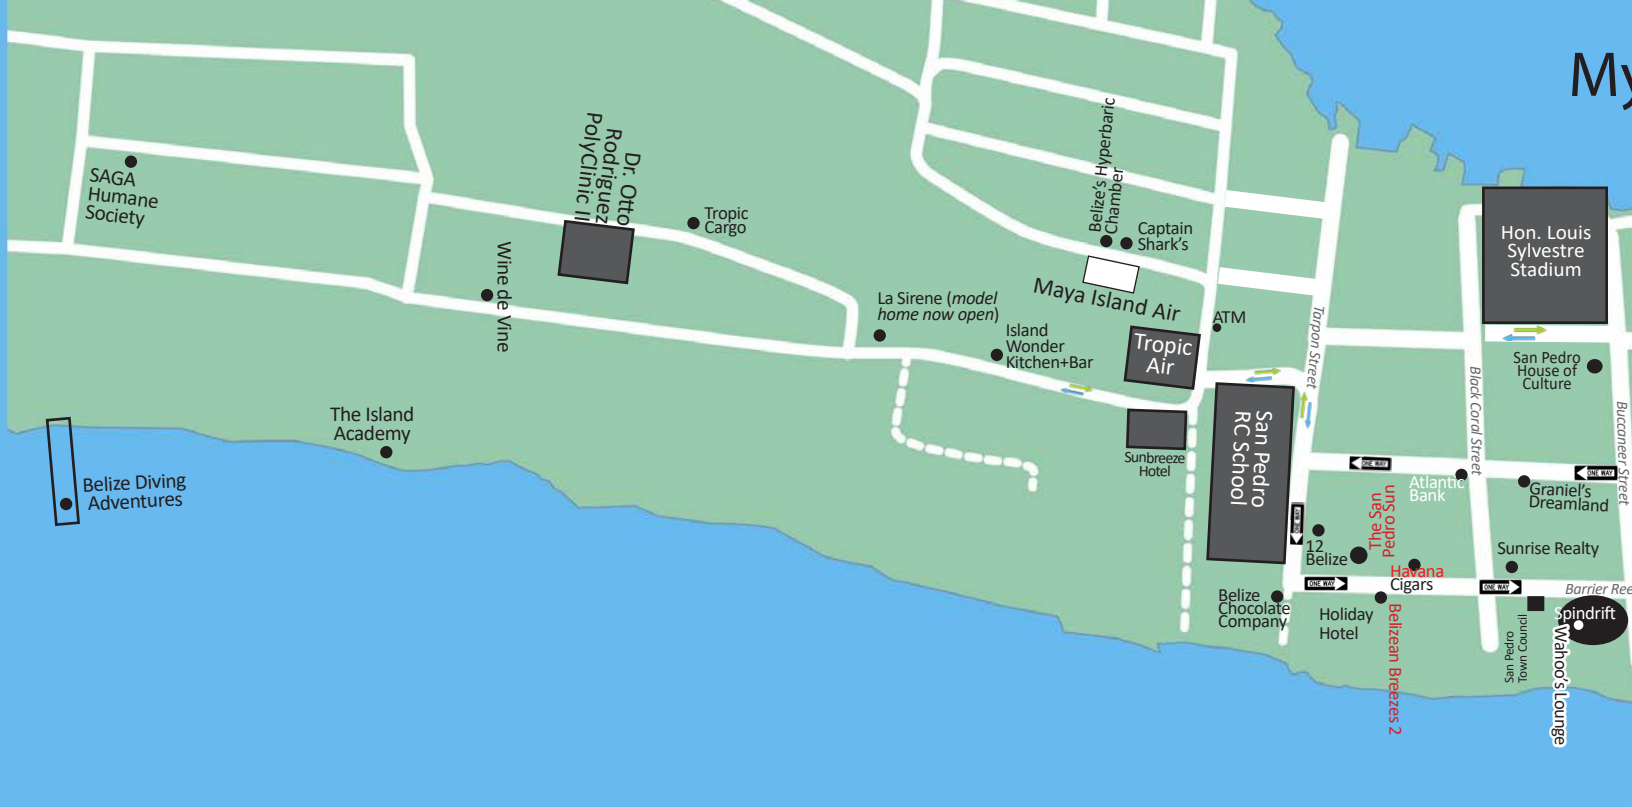 My
SAGA
Humane
Society
Dr. Otto
Rodriguez
PolyClinic II
Tropic
Cargo
Wine de Vine
Belize's Hyperbaric
Chamber
Captain
Shark's
Maya Island Air
La Sirene (model
home now open)
Island
Wonder
Kitchen+Bar
Tropic
Air
ATM
Tarpon Street
Hon. Louis
Sylvestre
Stadium
San Pedro
House of
Culture
Black Coral Street
Buccaneer Street
The Island
Academy
Belize Diving
Adventures
Sunbreeze
Hotel
San Pedro
RC School
ONE WAY
ONE WAY
Atlantic
Bank
Graniel's
Dreamland
ONE WAY
The San
Pedro Sun
12
Belize
Havana
Cigars
Sunrise Realty
ONE WAY
ONE WAY
Barrier Ree
Belize
Chocolate
Company
Holiday
Hotel
Belizean Breezes 2
San Pedro
Town Council
Spindrift
Wahoo's Lounge